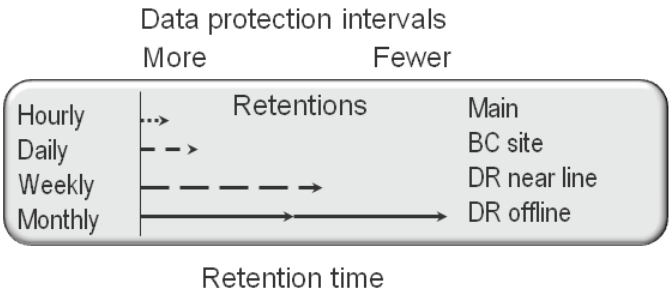 Data protection intervals
More Fewer
Retentions
Hourly Main
Daily BC site
Weekly DR near line
Monthly DR offline
Retention time